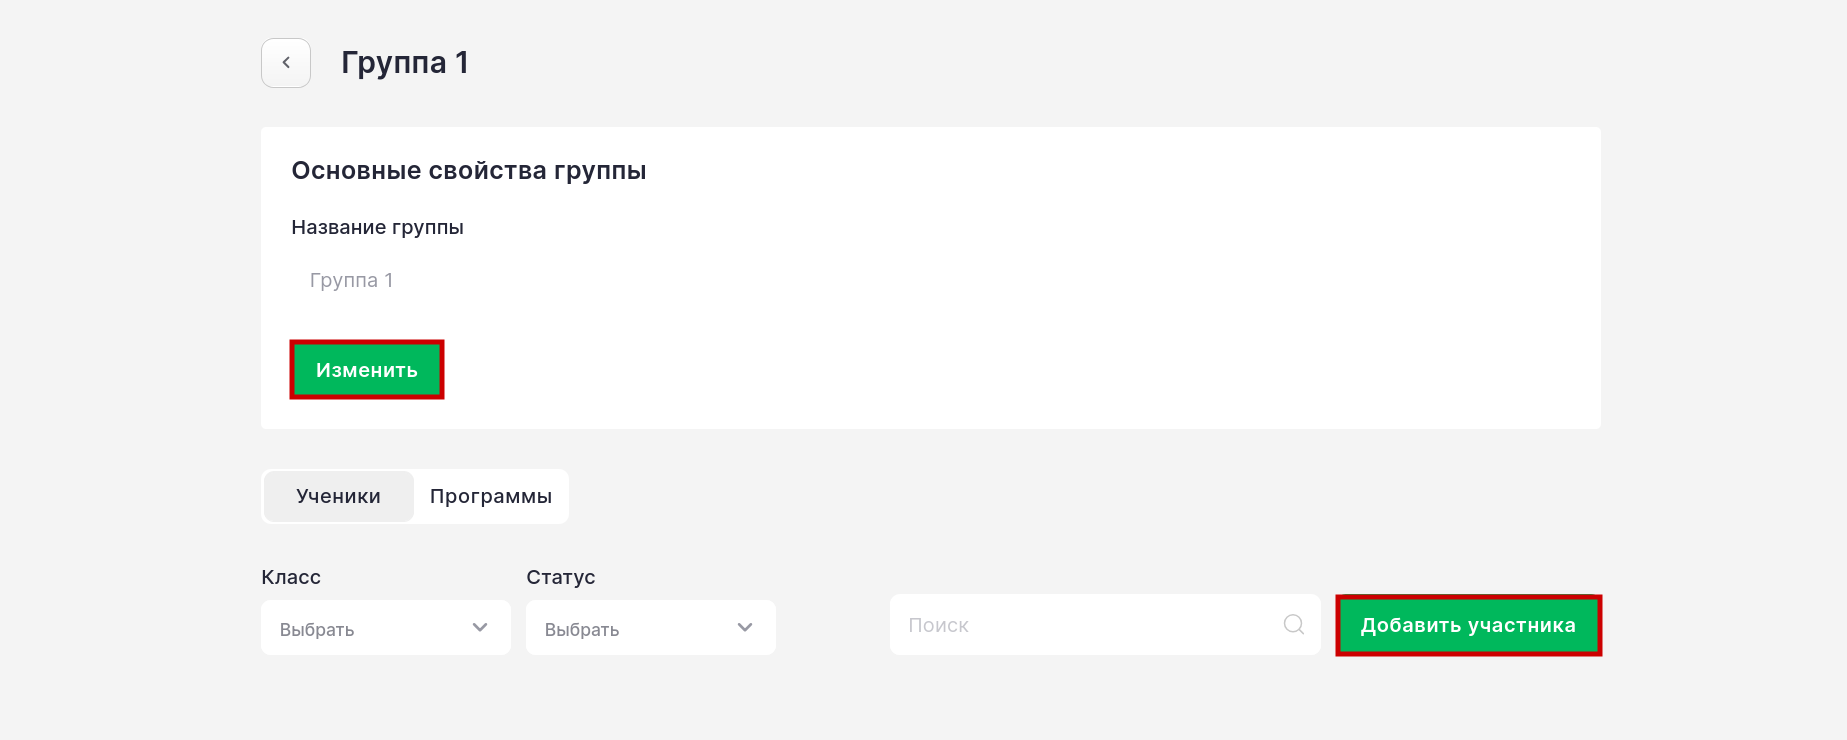 Группа 1
Основные свойства группы
Название группы
Группа 1
Изменить
Ученики Программы
Класс Статус
Выбрать Выбрать Поиск Добавить участника